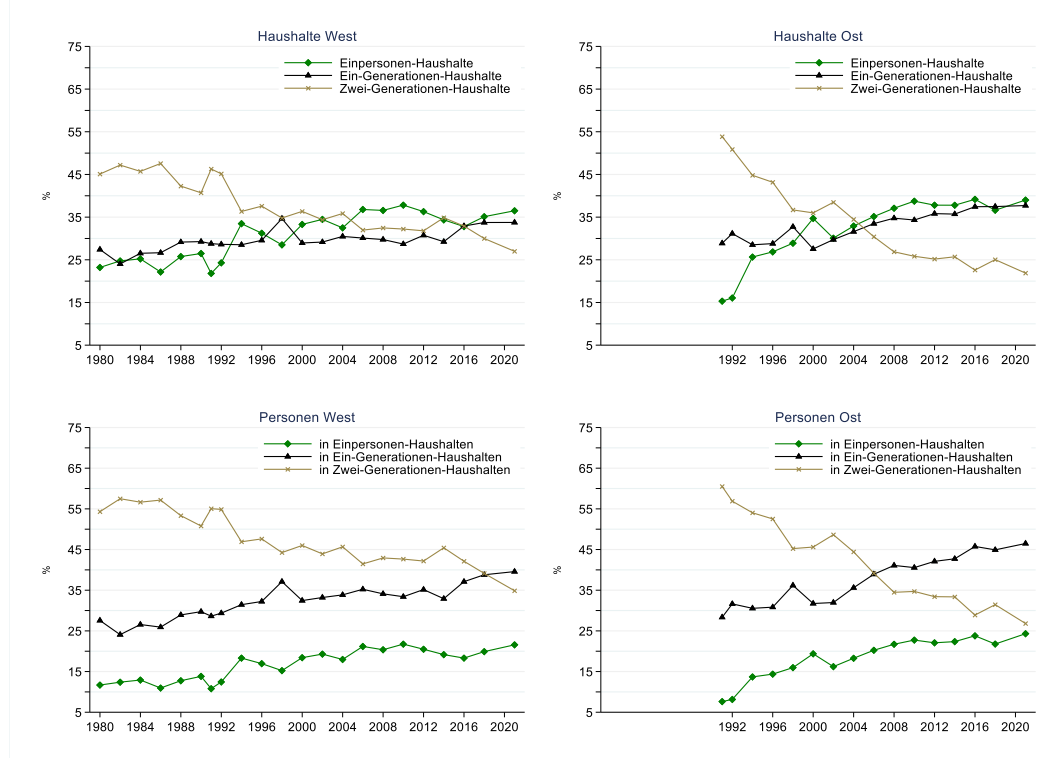 Haushalte West
75
65
55
45
35
25
15
5
%
Einpersonen-Haushalte
Ein-Generationen-Haushalte
Zwei-Generationen-Haushalte
1980 1984 1988 1992 1996 2000 2004 2008 2012 2016 2020
Haushalte Ost
75
65
55
45
35
25
15
5
%
Einpersonen-Haushalte
Ein-Generationen-Haushalte
Zwei-Generationen-Haushalte
1992 1996 2000 2004 2008 2012 2016 2020
Personen West
75
65
55
45
35
25
15
5
%
in Einpersonen-Haushalten
in Ein-Generationen-Haushalten
in Zwei-Generationen-Haushalten
1980 1984 1988 1992 1996 2000 2004 2008 2012 2016 2020
Personen Ost
75
65
55
45
35
25
15
5
%
in Einpersonen-Haushalten
in Ein-Generationen-Haushalten
in Zwei-Generationen-Haushalten
1992 1996 2000 2004 2008 2012 2016 2020